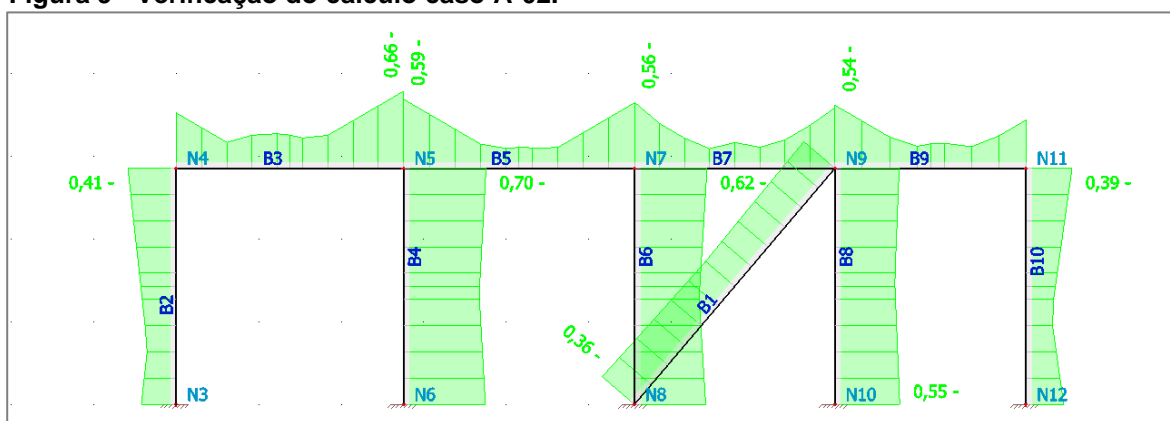 Figura 5 - Verificação do cálculo caso A-02.
0,66 -
0,59 -
0,56 -
0,54 -
N4
B3
N5
B5
N7
B7
N9
B9
N11
0,41 -
0,70 -
0,62 -
0,39 -
B2
B4
B6
B1
B8
B10
0,36 -
0,55 -
N3
N6
N8
N10
N12